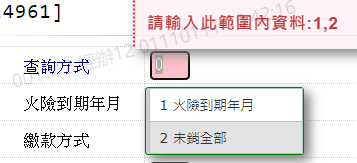 4961]
請輸入此範圍內資料:1,2
查詢方式
0
火險到期年月
1 火險到期年月
繳款方式
2 未銷全部